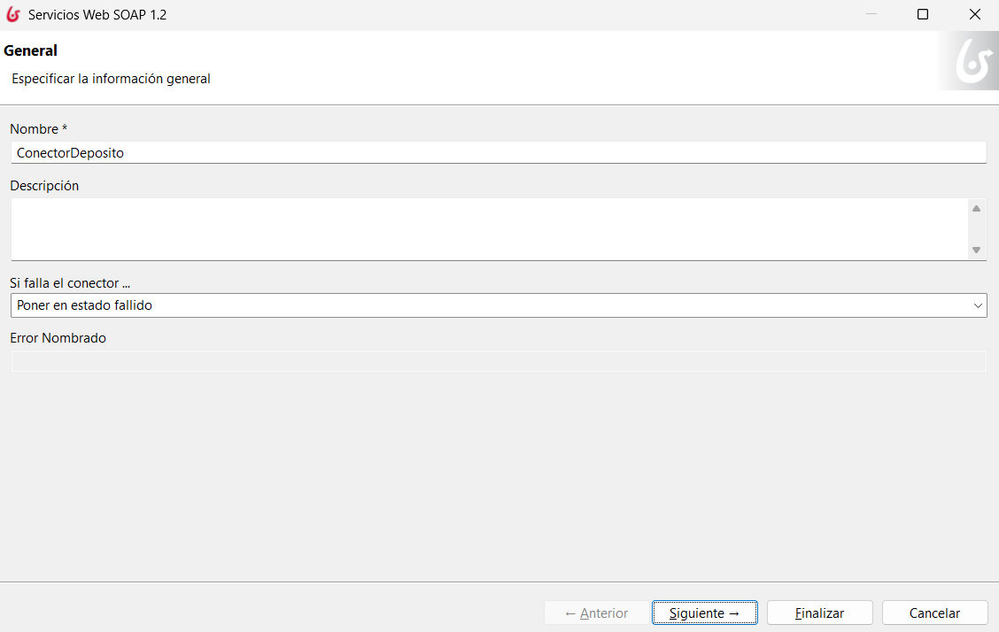 Servicios Web SOAP 1.2
General
Especificar la información general
Nombre *
ConectorDeposito
Descripción
Si falla el conector ...
Poner en estado fallido
Error Nombrado
← Anterior
Siguiente →
Finalizar
Cancelar